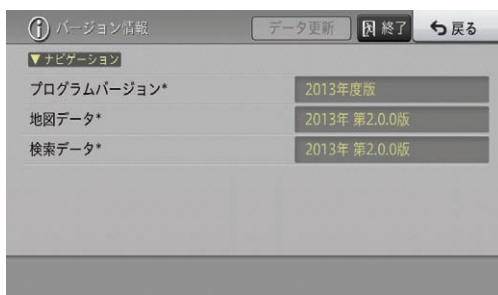 バージョン情報
データ更新
終了
戻る
▼ナビゲーション
プログラムバージョン* 2013年度版
地図データ* 2013年 第2.0.0版
検索データ* 2013年 第2.0.0版